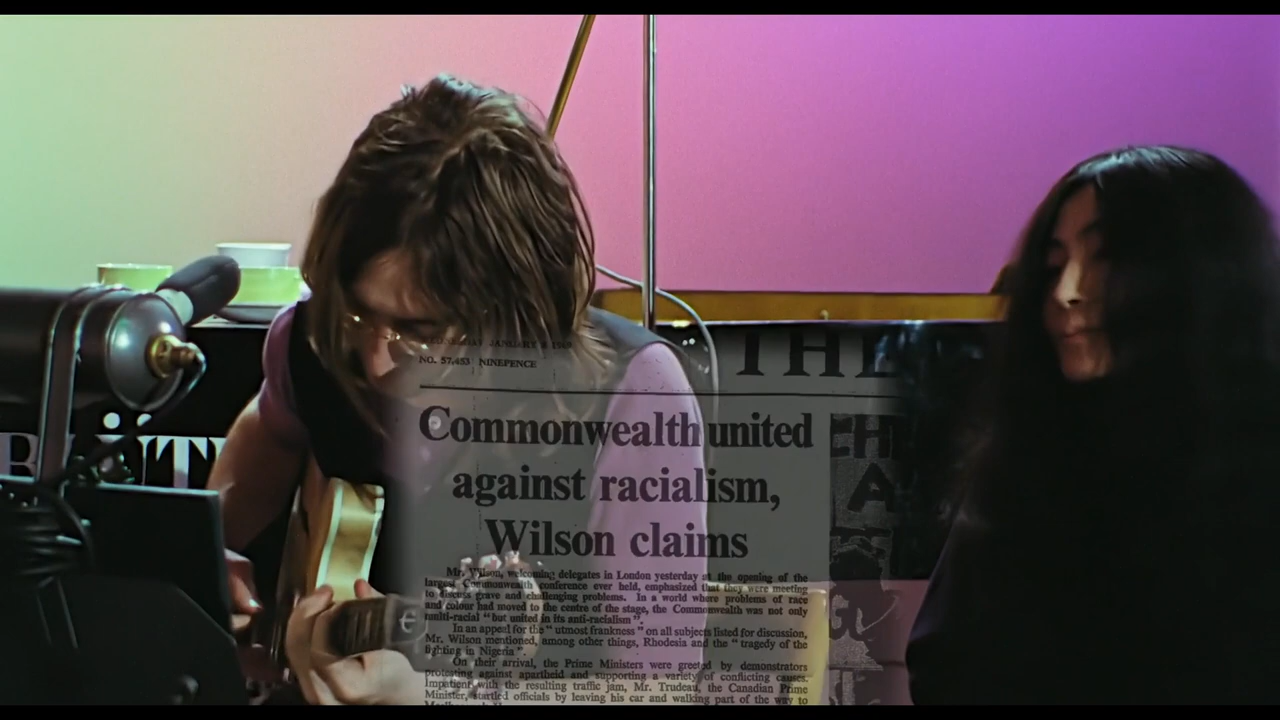 WEDNESDAY JANUARY 8 1969
NO. 57,453 NINEPENCE
THE
Commonwealth united
against racialism,
Wilson claims
Mr. Wilson, welcoming delegates in London yesterday at the opening of the
largest Commonwealth conference ever held, emphasized that they were meeting
to discuss grave and challenging problems. In a world where problems of race
and colour had moved to the centre of the stage, the Commonwealth was not only
multi-racial "but united in its anti-racialism".
In an appeal for the "utmost frankness" on all subjects listed for discussion,
Mr. Wilson mentioned, among other things, Rhodesia and the "tragedy of the
fighting in Nigeria".
On their arrival, the Prime Ministers were greeted by demonstrators
protesting against apartheid and supporting a variety of conflicting causes.
Impatient with the resulting traffic jam, Mr. Trudeau, the Canadian Prime
Minister, startled officials by leaving his car and walking part of the way to